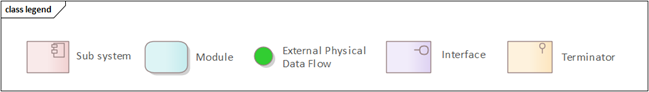 class legend
Sub system
Module
External Physical
Data Flow
Interface
Terminator